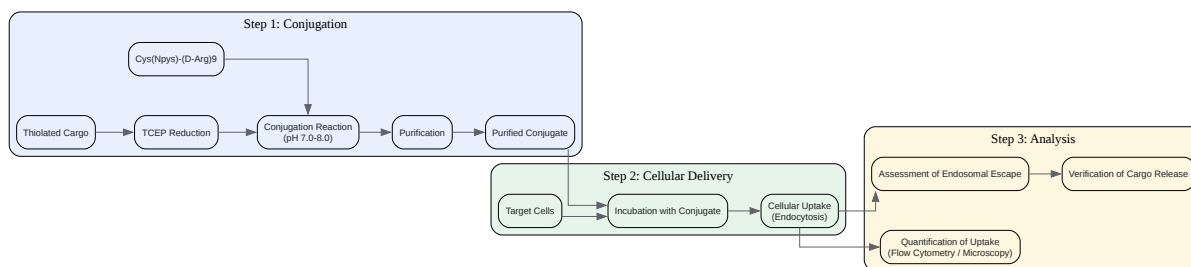 Step 1: Conjugation
Cys(Npys)-(D-Arg)9
Thiolated Cargo
TCEP Reduction
Conjugation Reaction
(pH 7.0-8.0)
Purification
Purified Conjugate
Step 2: Cellular Delivery
Target Cells
Incubation with Conjugate
Cellular Uptake
(Endocytosis)
Step 3: Analysis
Assessment of Endosomal Escape
Verification of Cargo Release
Quantification of Uptake
(Flow Cytometry / Microscopy)